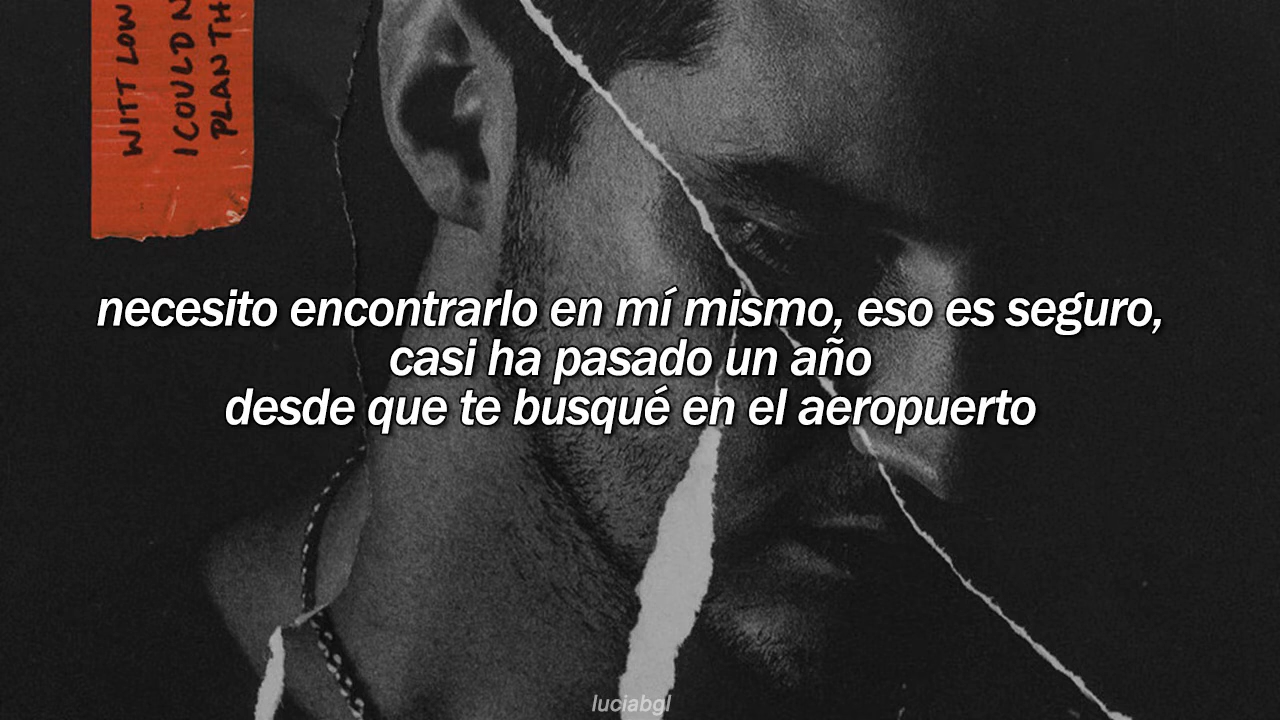 WITT LOW
I COULD N
PLAN TH
necesito encontrarlo en mí mismo, eso es seguro,
casi ha pasado un año
desde que te busqué en el aeropuerto
luciabgl